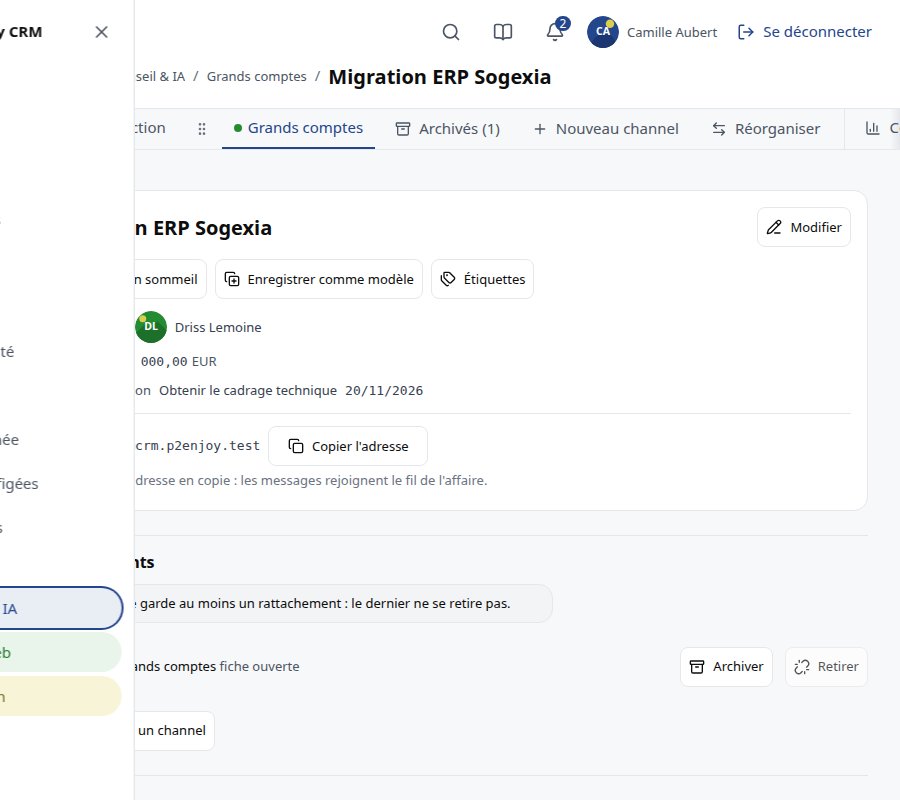 y CRM
2
CA
Camille Aubert
Se déconnecter
seil & IA / Grands comptes / Migration ERP Sogexia
ction
Grands comptes
Archivés (1)
Nouveau channel
Réorganiser
n ERP Sogexia
Modifier
n sommeil
Enregistrer comme modèle
Étiquettes
DL
Driss Lemoine
té
000,00 EUR
on Obtenir le cadrage technique 20/11/2026
ée
crm.p2enjoy.test
Copier l'adresse
figées
dresse en copie : les messages rejoignent le fil de l'affaire.
s
nts
IA
garde au moins un rattachement : le dernier ne se retire pas.
eb
ands comptes fiche ouverte
Archiver
Retirer
n
un channel